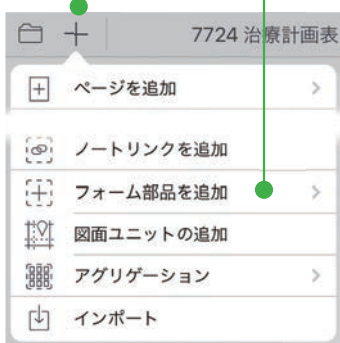 7724 治療計画表
ページを追加
ノートリンクを追加
フォーム部品を追加
図面ユニットの追加
アグリゲーション
インポート